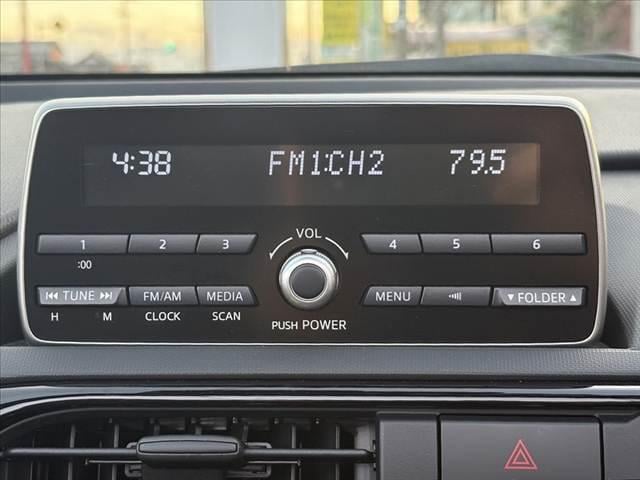 4:38 FM1:CH2 79.5
VOL
1 2 3 4 5 6
:00
TUNE FM/AM MEDIA MENU FOLDER
H M CLOCK SCAN PUSH POWER